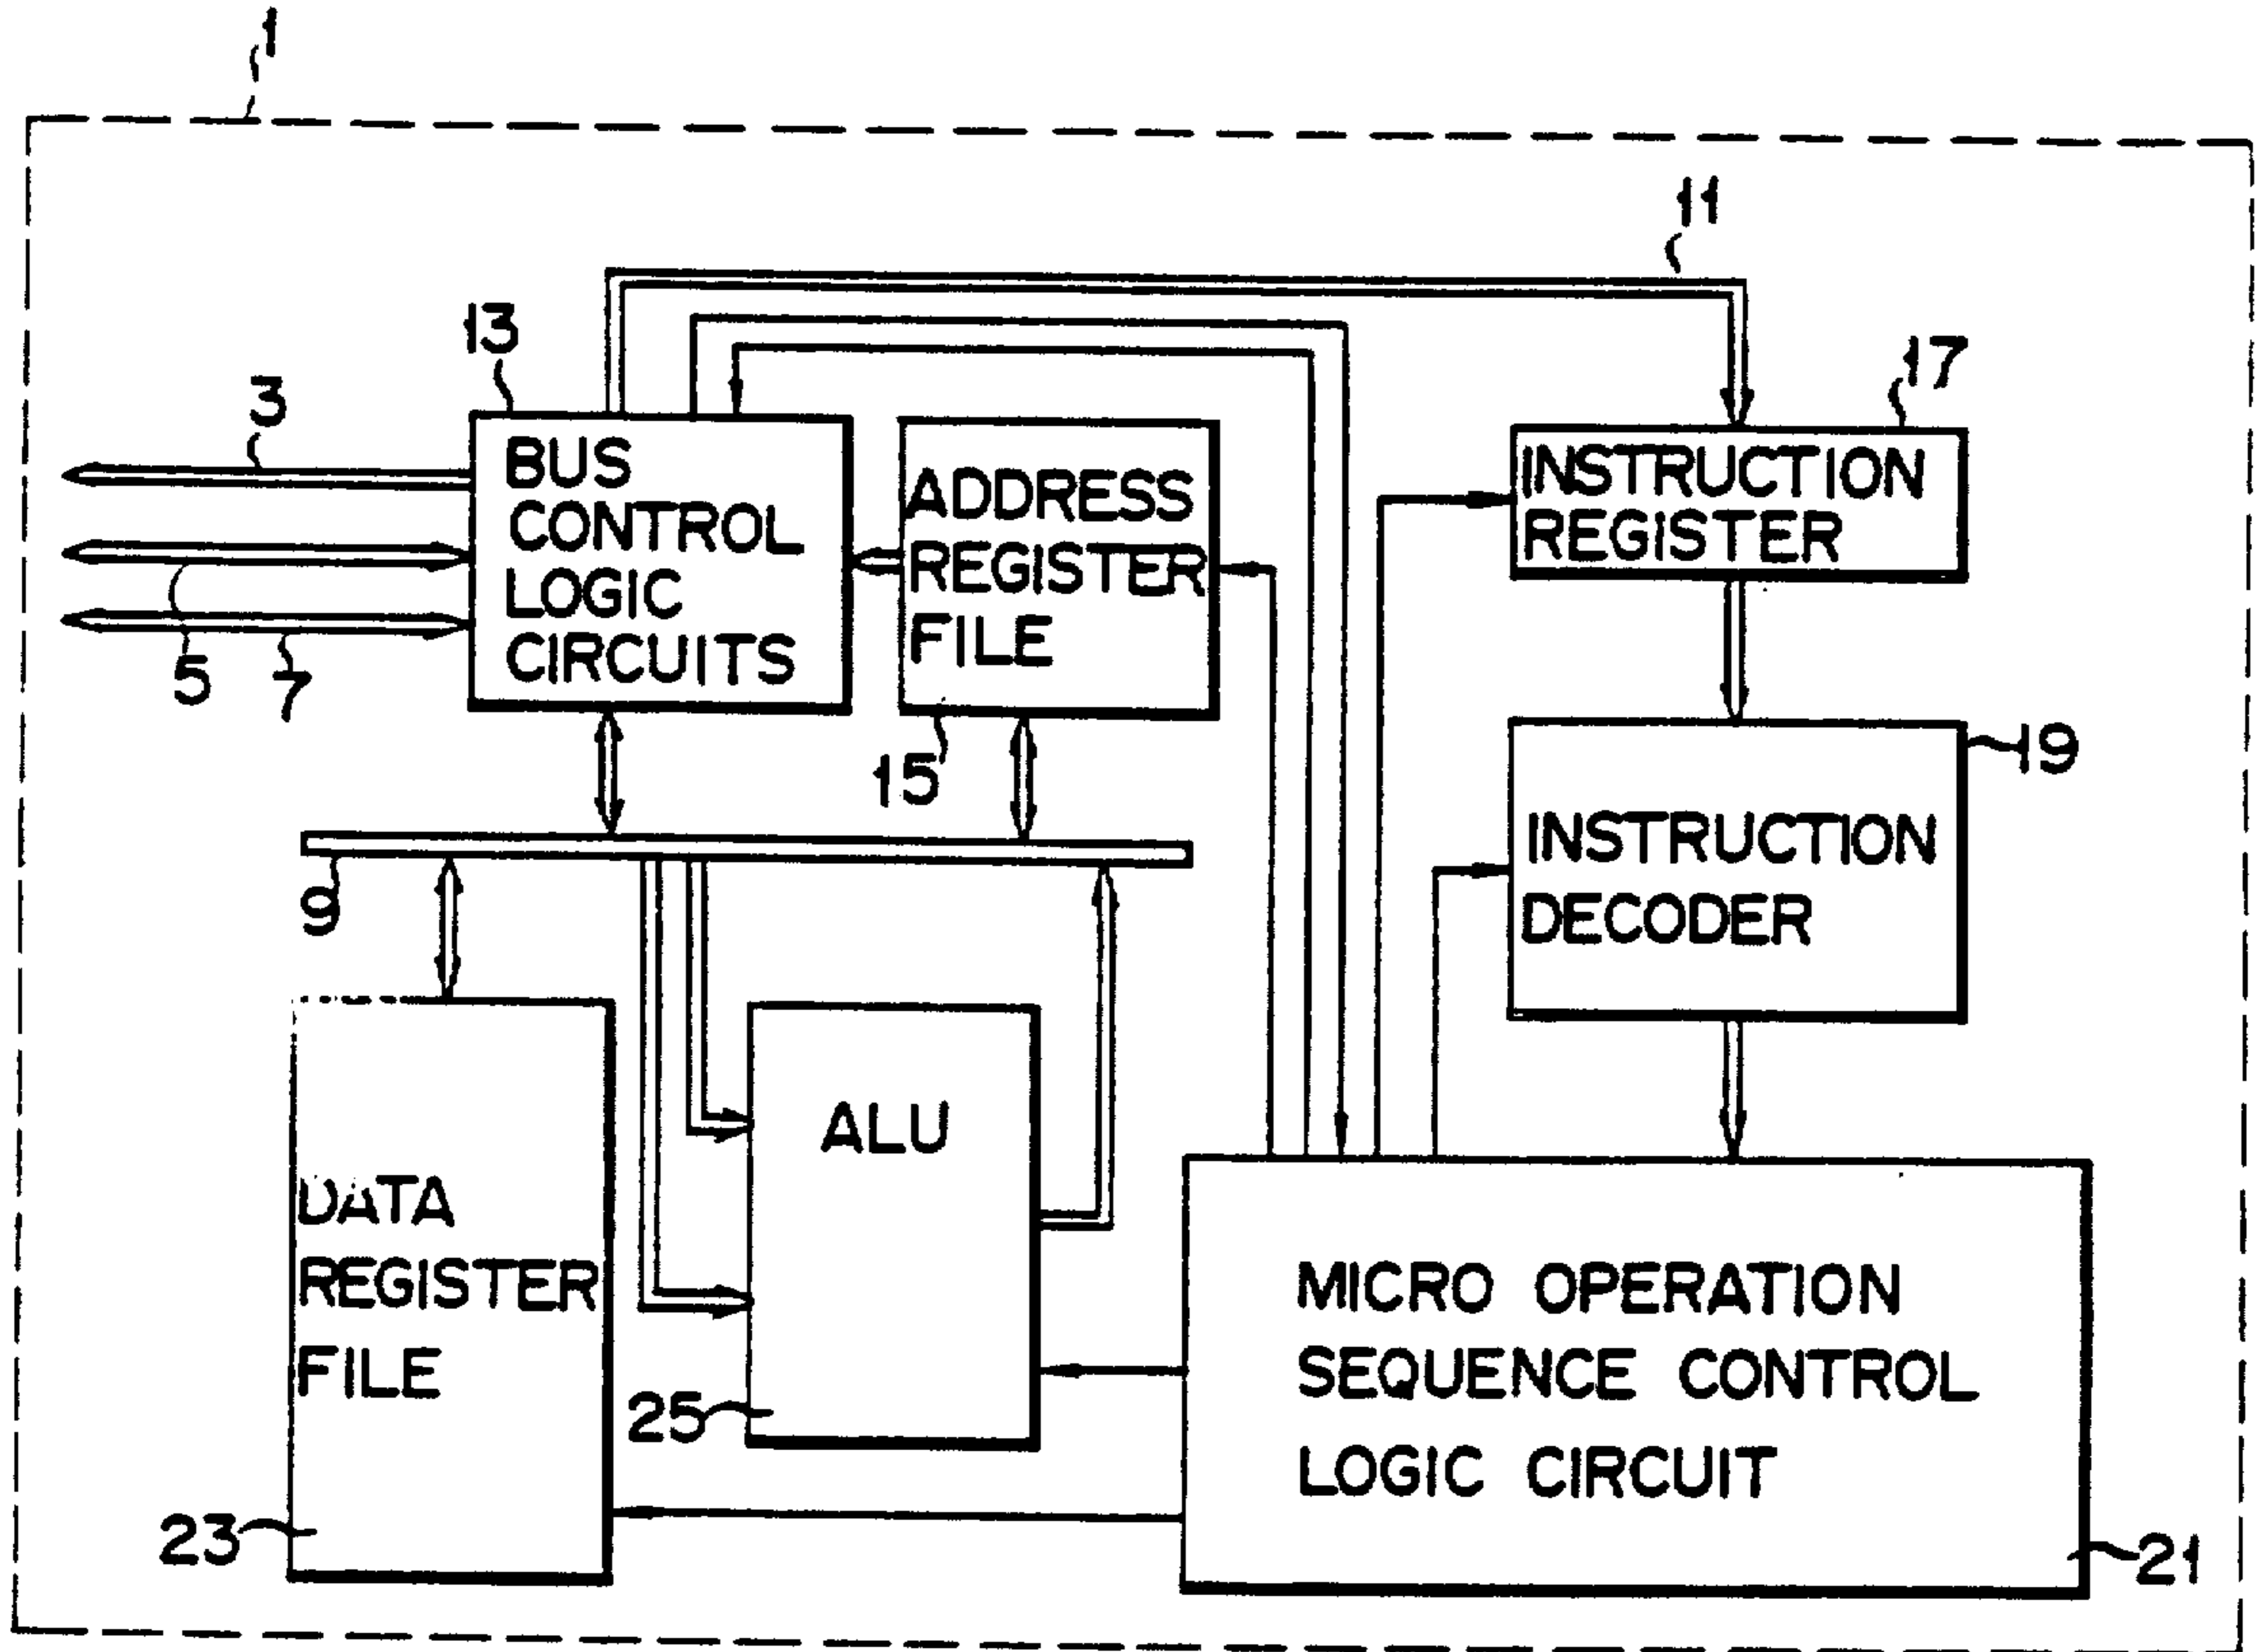 1
11
13
17
3
BUS
CONTROL
LOGIC
CIRCUITS
ADDRESS
REGISTER
FILE
INSTRUCTION
REGISTER
5
7
15
19
9
INSTRUCTION
DECODER
ALU
DATA
REGISTER
FILE
25
MICRO OPERATION
SEQUENCE CONTROL
LOGIC CIRCUIT
23
21